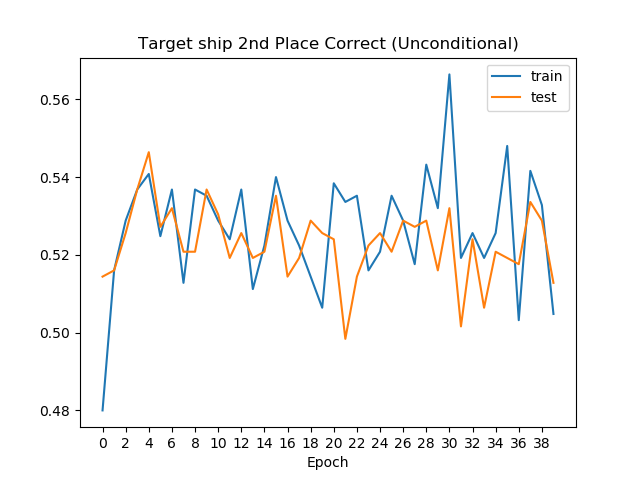 Target ship 2nd Place Correct (Unconditional)
train
test
0.56
0.54
0.52
0.50
0.48
0 2 4 6 8 10 12 14 16 18 20 22 24 26 28 30 32 34 36 38
Epoch